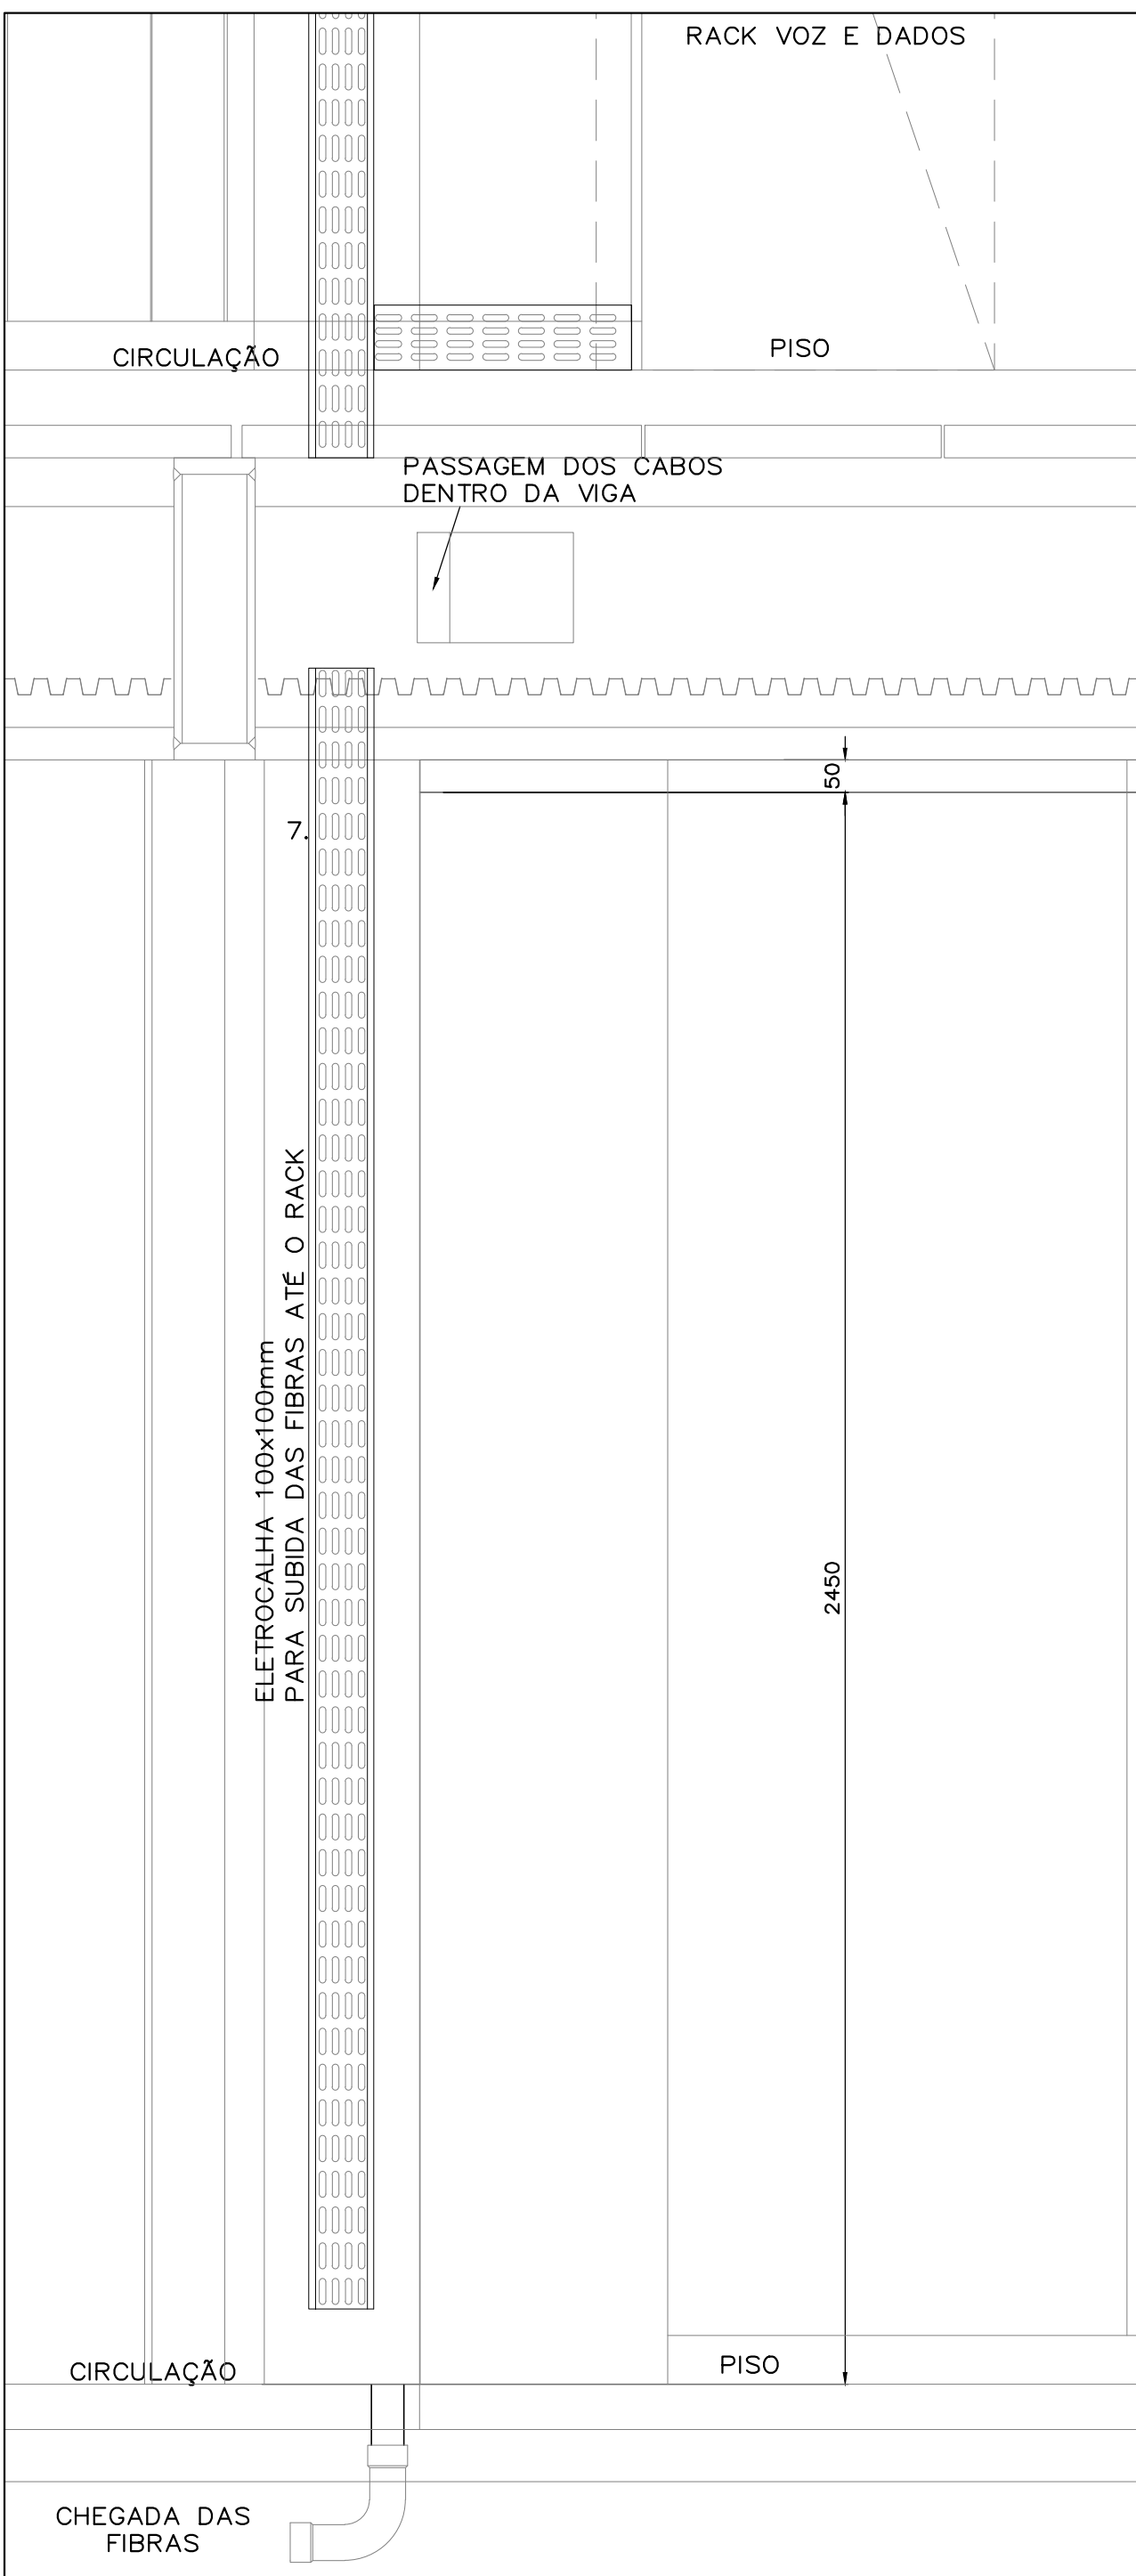 RACK VOZ E DADOS
CIRCULAÇÃO
PISO
PASSAGEM DOS CABOS
DENTRO DA VIGA
50
7.
ELETROCALHA 100x100mm
PARA SUBIDA DAS FIBRAS ATÉ O RACK
2450
CIRCULAÇÃO
PISO
CHEGADA DAS
FIBRAS